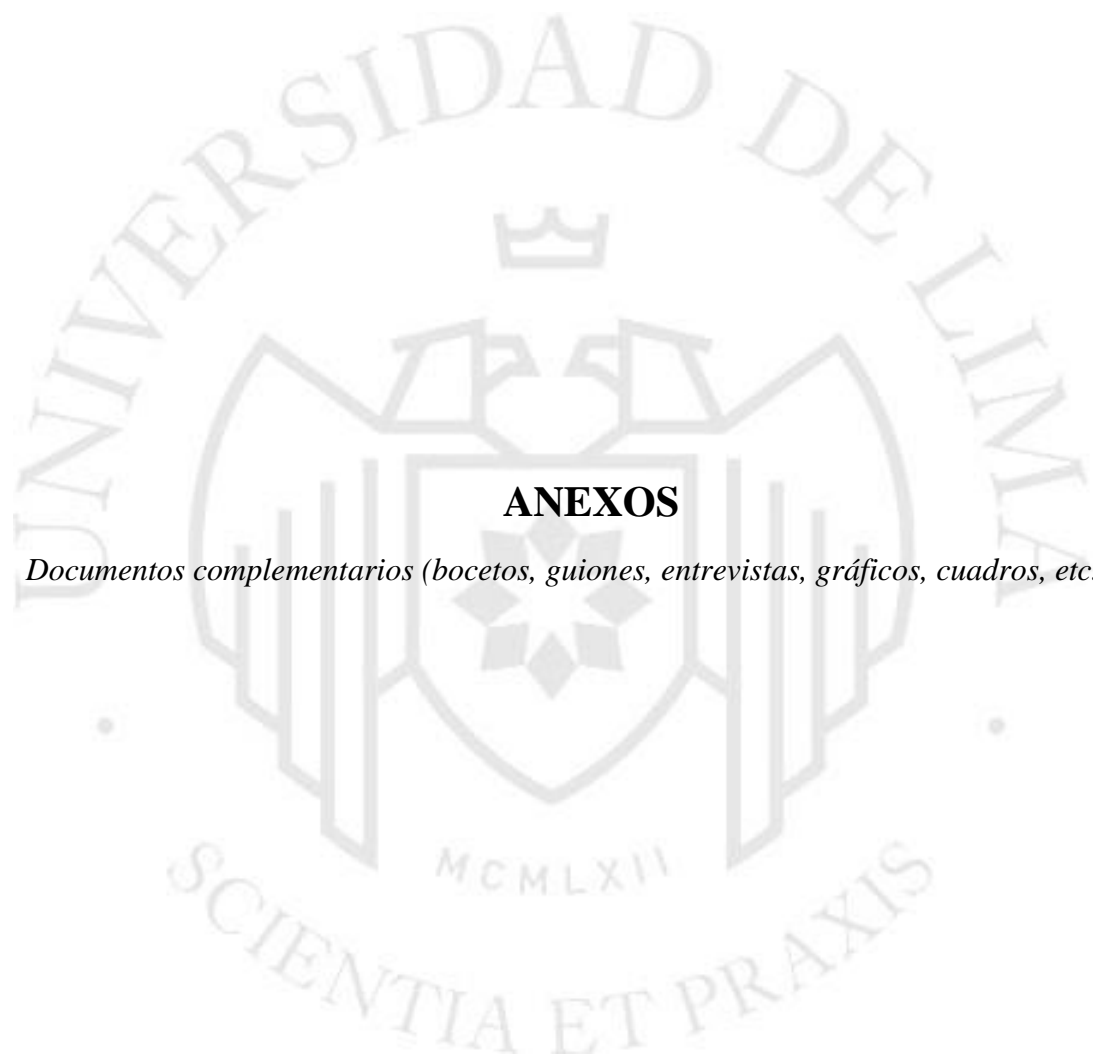 UNIVERSIDAD DE LIMA
ANEXOS
Documentos complementarios (bocetos, guiones, entrevistas, gráficos, cuadros, etc.
MCMLXII
SCIENTIA ET PRAXIS